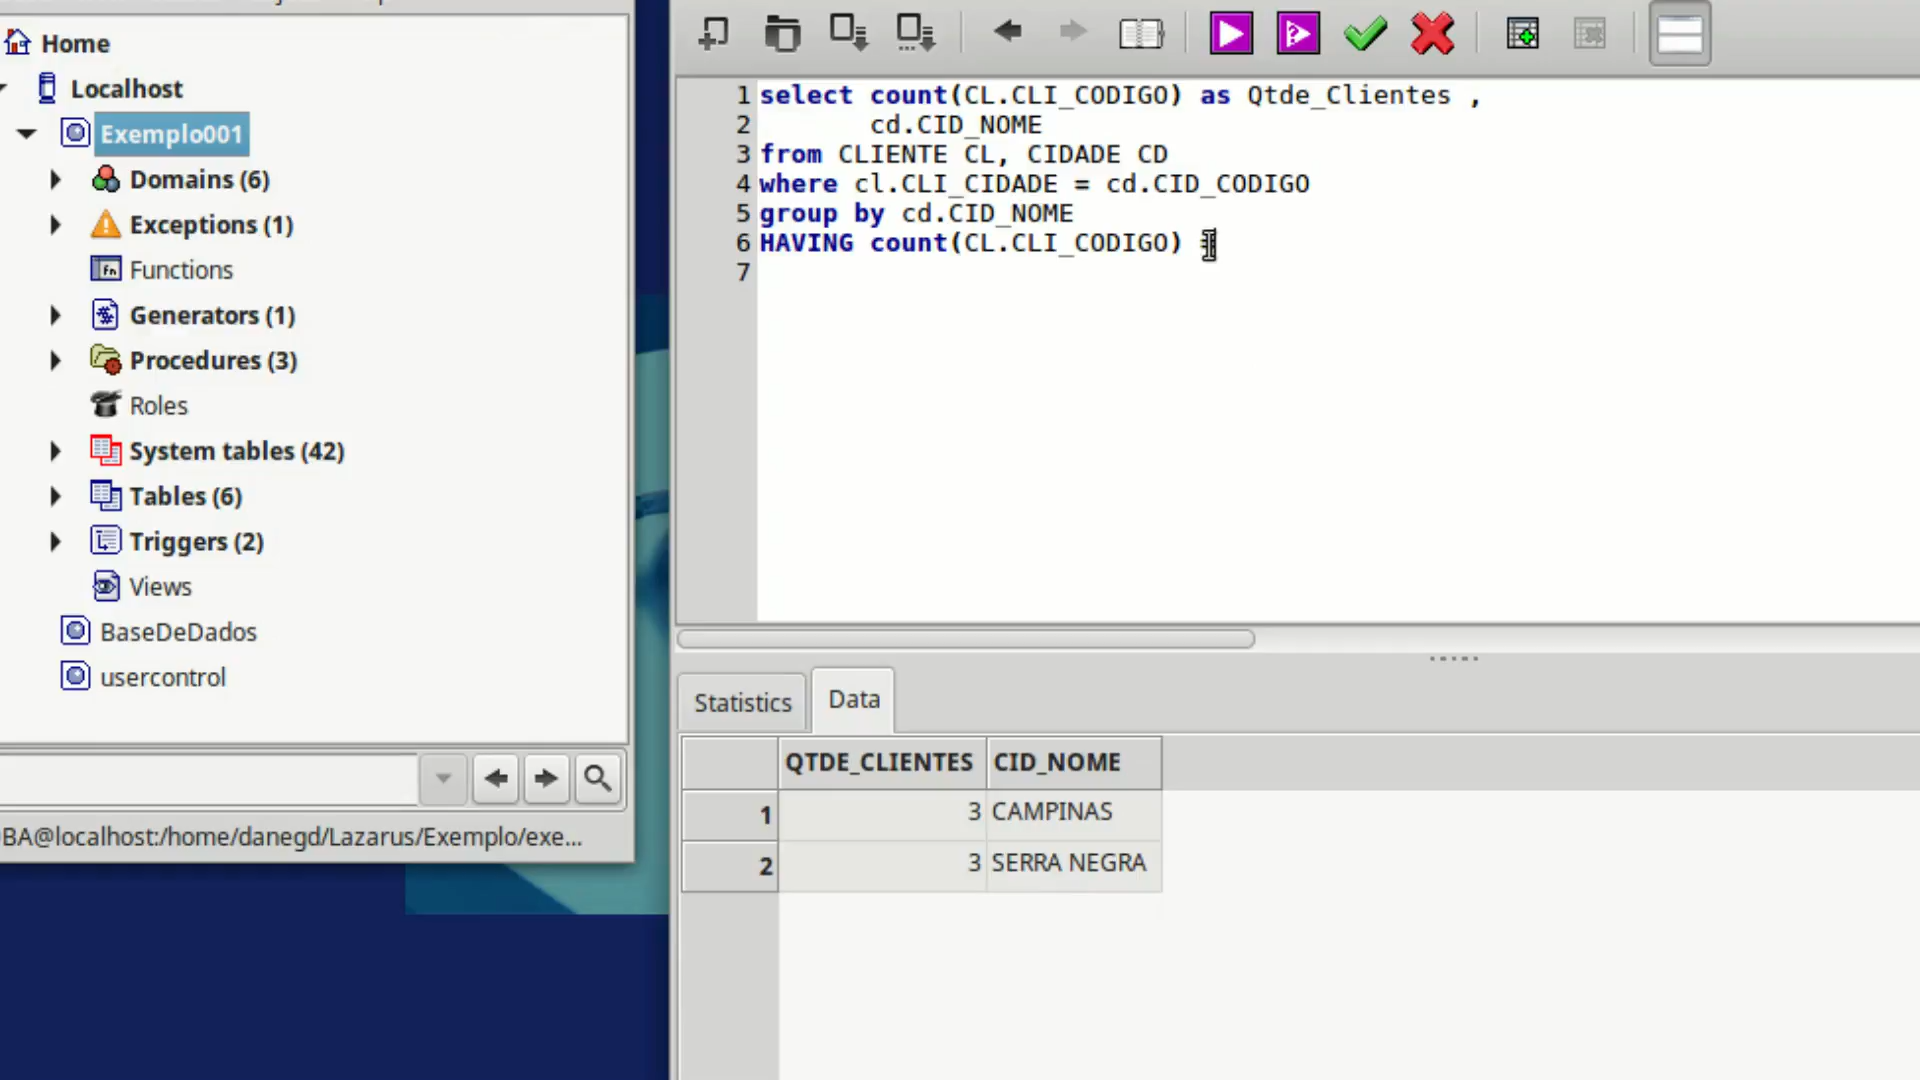 Home
Localhost
Exemplo001
Domains (6)
Exceptions (1)
Functions
Generators (1)
Procedures (3)
Roles
System tables (42)
Tables (6)
Triggers (2)
Views
BaseDeDados
usercontrol
BA@localhost:/home/danegd/Lazarus/Exemplo/exe...
1 select count(CL.CLI_CODIGO) as Qtde_Clientes ,
2 cd.CID_NOME
3 from CLIENTE CL, CIDADE CD
4 where cl.CLI_CIDADE = cd.CID_CODIGO
5 group by cd.CID_NOME
6 HAVING count(CL.CLI_CODIGO)
7
Statistics Data
QTDE_CLIENTES CID_NOME
1 3 CAMPINAS
2 3 SERRA NEGRA